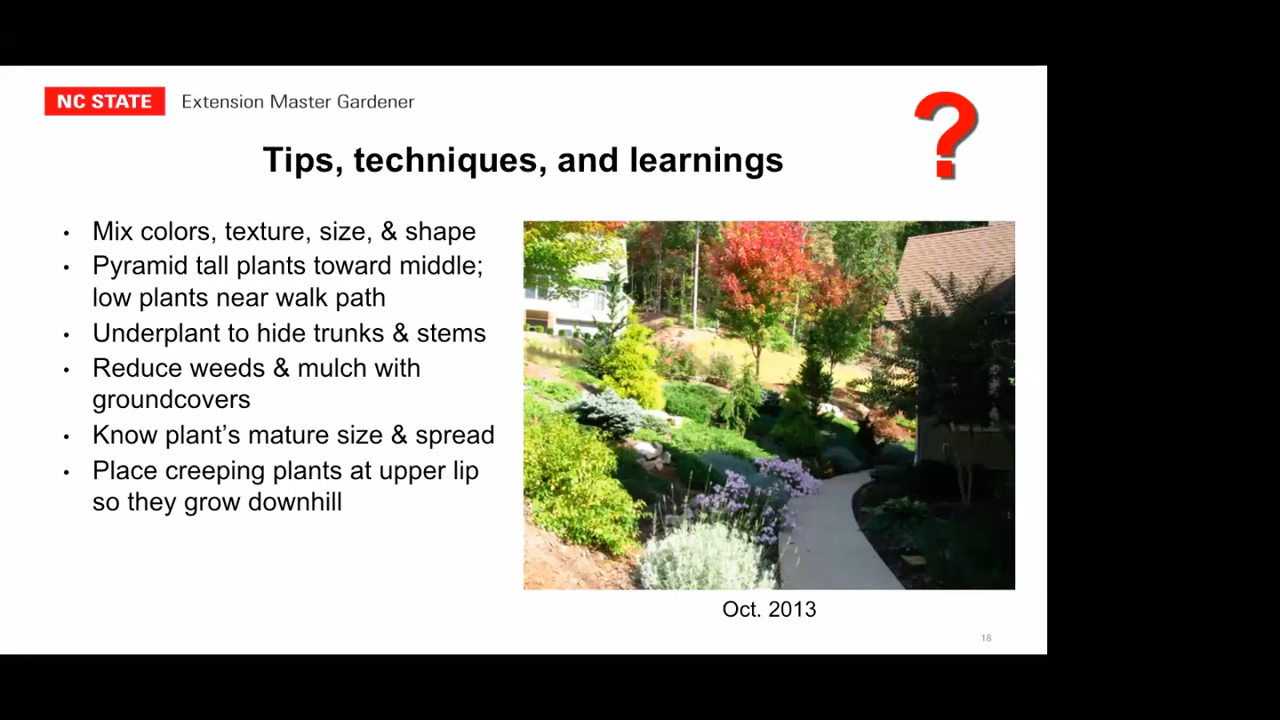 NC STATE Extension Master Gardener
?
Tips, techniques, and learnings
• Mix colors, texture, size, & shape
• Pyramid tall plants toward middle;
low plants near walk path
• Underplant to hide trunks & stems
• Reduce weeds & mulch with
groundcovers
• Know plant’s mature size & spread
• Place creeping plants at upper lip
so they grow downhill
Oct. 2013
18